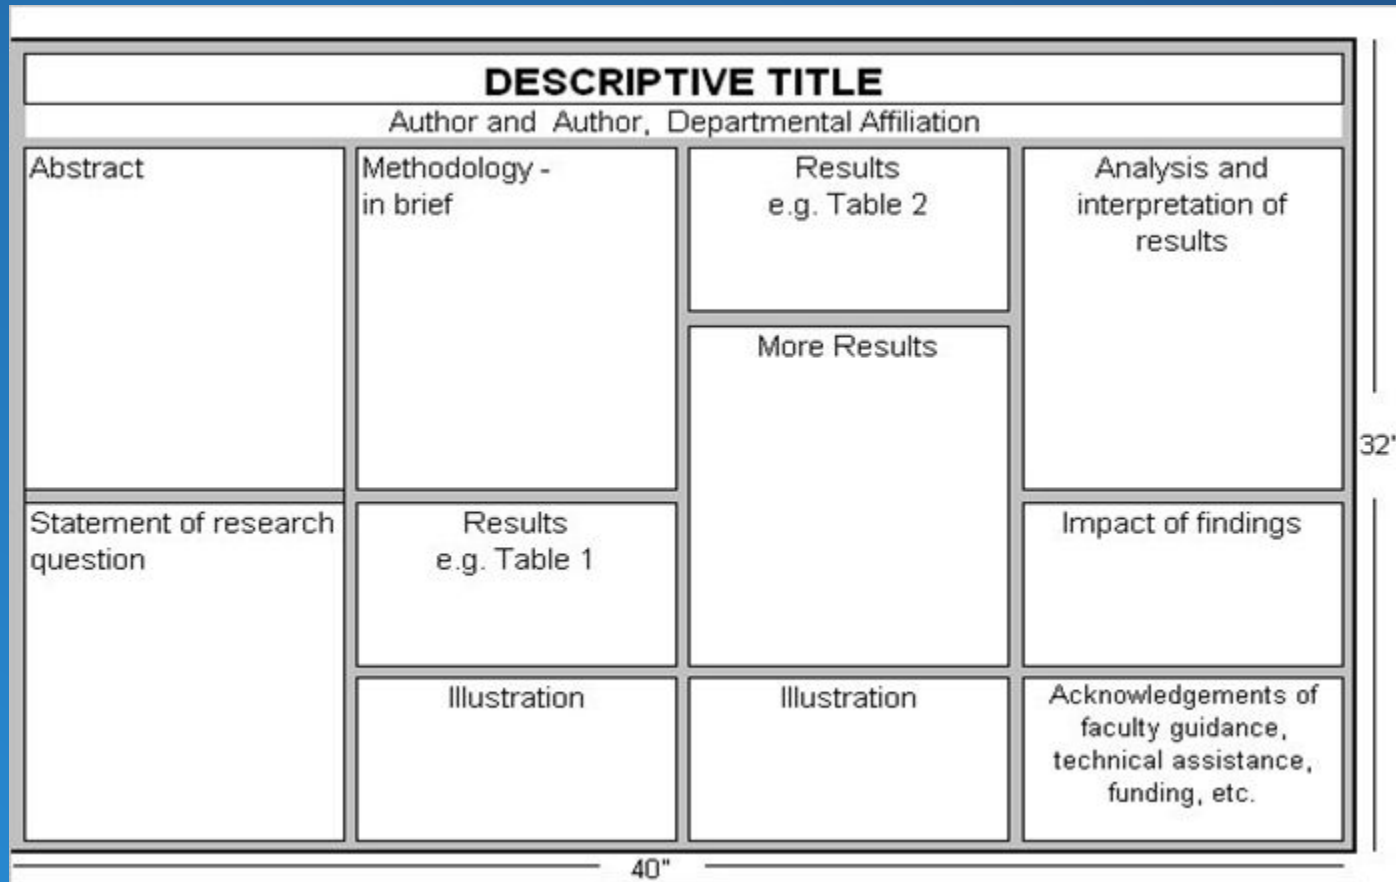 DESCRIPTIVE TITLE
Author and Author, Departmental Affiliation
Abstract
Statement of research
question
Methodology -
in brief
Results
e.g. Table 1
Illustration
Results
e.g. Table 2
More Results
Illustration
Analysis and
interpretation of
results
Impact of findings
Acknowledgements of
faculty guidance,
technical assistance,
funding, etc.
32"
40"